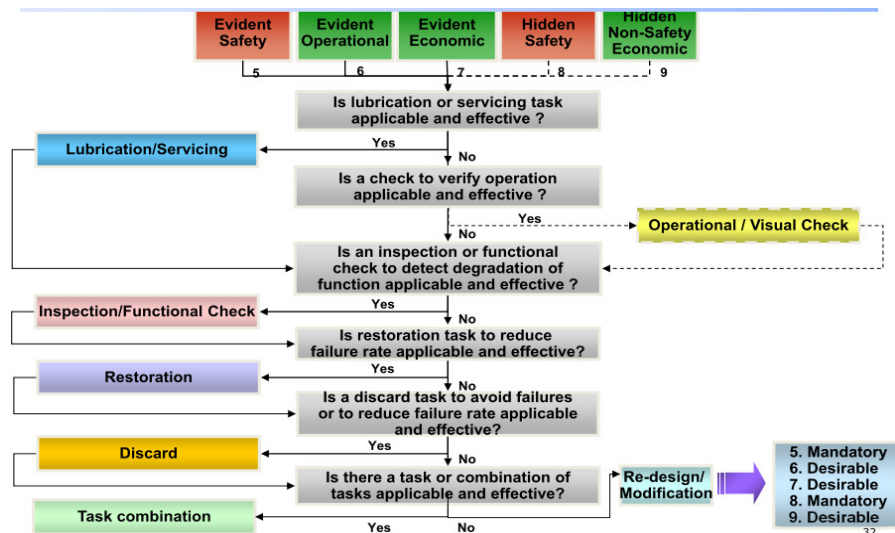 Evident
Safety
Evident
Operational
Evident
Economic
Hidden
Safety
Hidden
Non-Safety
Economic
5
6
7
8
9
Is lubrication or servicing task
applicable and effective ?
Yes
Lubrication/Servicing
No
Is a check to verify operation
applicable and effective ?
Yes
Operational / Visual Check
No
Is an inspection or functional
check to detect degradation of
function applicable and effective ?
Yes
Inspection/Functional Check
No
Is restoration task to reduce
failure rate applicable and effective?
Yes
Restoration
No
Is a discard task to avoid failures
or to reduce failure rate applicable
and effective?
Yes
Discard
No
Is there a task or combination of
tasks applicable and effective?
Yes
Task combination
No
Re-design/
Modification
5. Mandatory
6. Desirable
7. Desirable
8. Mandatory
9. Desirable
32